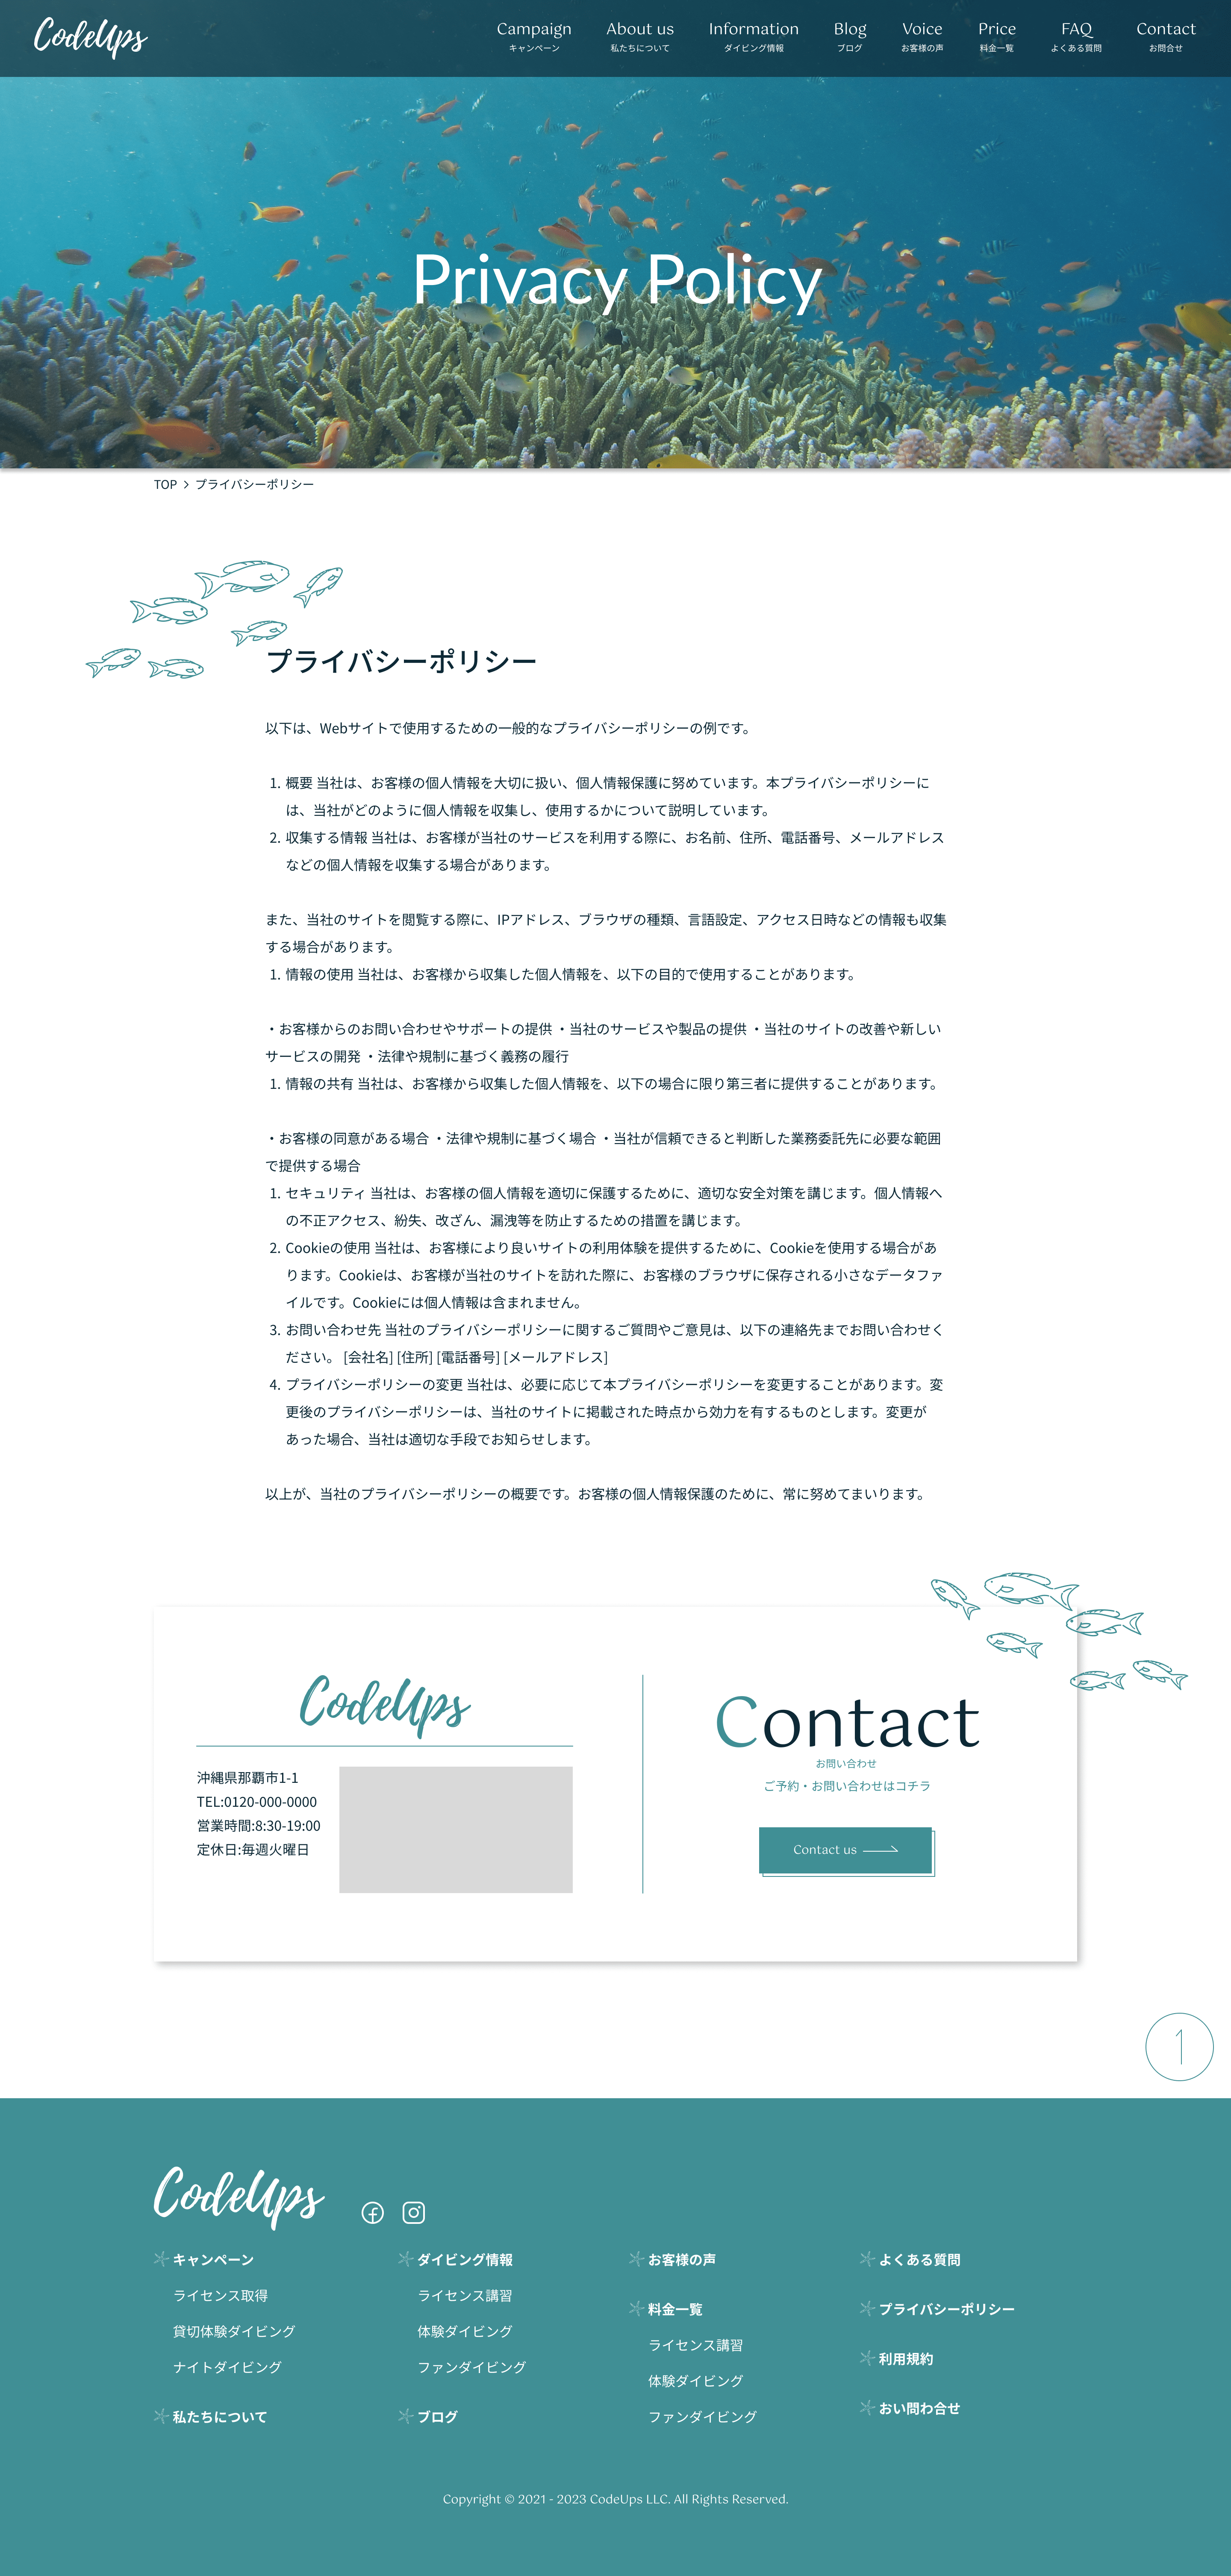 CodeUps
Campaign
キャンペーン
About us
私たちについて
Information
ダイビング情報
Blog
ブログ
Voice
お客様の声
Price
料金一覧
FAQ
よくある質問
Contact
お問合せ
Privacy Policy
TOP > プライバシーポリシー
プライバシーポリシー
以下は、Webサイトで使用するための一般的なプライバシーポリシーの例です。
1. 概要 当社は、お客様の個人情報を大切に扱い、個人情報保護に努めています。本プライバシーポリシーに
は、当社がどのように個人情報を収集し、使用するかについて説明しています。
2. 収集する情報 当社は、お客様が当社のサービスを利用する際に、お名前、住所、電話番号、メールアドレス
などの個人情報を収集する場合があります。
また、当社のサイトを閲覧する際に、IPアドレス、ブラウザの種類、言語設定、アクセス日時などの情報も収集
する場合があります。
1. 情報の使用 当社は、お客様から収集した個人情報を、以下の目的で使用することがあります。
・お客様からのお問い合わせやサポートの提供 ・当社のサービスや製品の提供 ・当社のサイトの改善や新しい
サービスの開発 ・法律や規制に基づく義務の履行
1. 情報の共有 当社は、お客様から収集した個人情報を、以下の場合に限り第三者に提供することがあります。
・お客様の同意がある場合 ・法律や規制に基づく場合 ・当社が信頼できると判断した業務委託先に必要な範囲
で提供する場合
1. セキュリティ 当社は、お客様の個人情報を適切に保護するために、適切な安全対策を講じます。個人情報へ
の不正アクセス、紛失、改ざん、漏洩等を防止するための措置を講じます。
2. Cookieの使用 当社は、お客様により良いサイトの利用体験を提供するために、Cookieを使用する場合があ
ります。Cookieは、お客様が当社のサイトを訪れた際に、お客様のブラウザに保存される小さなデータファ
イルです。Cookieには個人情報は含まれません。
3. お問い合わせ先 当社のプライバシーポリシーに関するご質問やご意見は、以下の連絡先までお問い合わせく
ださい。 [会社名] [住所] [電話番号] [メールアドレス]
4. プライバシーポリシーの変更 当社は、必要に応じて本プライバシーポリシーを変更することがあります。変
更後のプライバシーポリシーは、当社のサイトに掲載された時点から効力を有するものとします。変更が
あった場合、当社は適切な手段でお知らせします。
以上が、当社のプライバシーポリシーの概要です。お客様の個人情報保護のために、常に努めてまいります。
CodeUps
沖縄県那覇市1-1
TEL:0120-000-0000
営業時間:8:30-19:00
定休日:毎週火曜日
Contact
お問い合わせ
ご予約・お問い合わせはコチラ
Contact us
CodeUps
キャンペーン
ライセンス取得
貸切体験ダイビング
ナイトダイビング
私たちについて
ダイビング情報
ライセンス講習
体験ダイビング
ファンダイビング
ブログ
お客様の声
料金一覧
ライセンス講習
体験ダイビング
ファンダイビング
よくある質問
プライバシーポリシー
利用規約
おい問わ合せ
Copyright © 2021 - 2023 CodeUps LLC. All Rights Reserved.